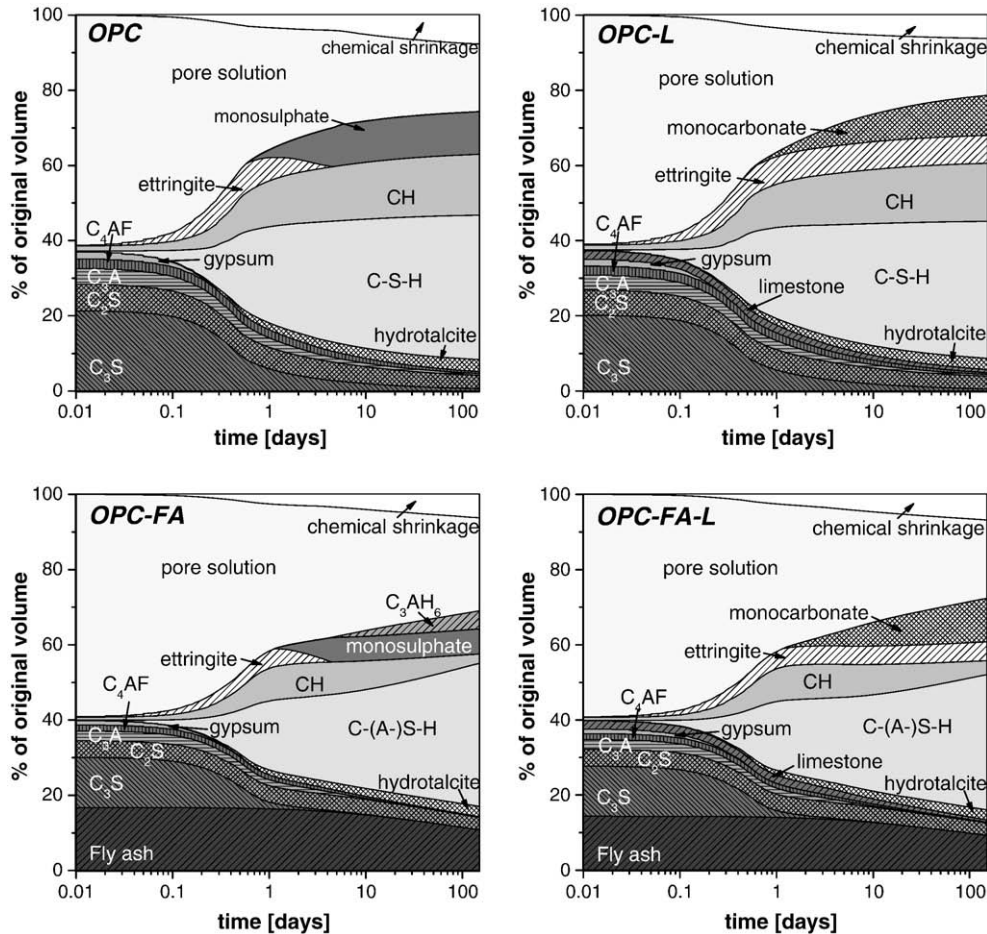 OPC
chemical shrinkage
pore solution
monosulphate
ettringite
CH
C₄AF
gypsum
C₃A
C₂S
C-S-H
hydrotalcite
C₃S
% of original volume
100
80
60
40
20
0
0.01
0.1
1
10
100
time [days]
OPC-L
chemical shrinkage
pore solution
monocarbonate
ettringite
CH
C₄AF
gypsum
C₃A
C₂S
C-S-H
limestone
hydrotalcite
C₃S
% of original volume
100
80
60
40
20
0
0.01
0.1
1
10
100
time [days]
OPC-FA
chemical shrinkage
pore solution
C₃AH₆
ettringite
monosulphate
CH
C₄AF
gypsum
C₃A
C₂S
C-(A-)S-H
hydrotalcite
C₃S
Fly ash
% of original volume
100
80
60
40
20
0
0.01
0.1
1
10
100
time [days]
OPC-FA-L
chemical shrinkage
pore solution
monocarbonate
ettringite
CH
C₄AF
gypsum
C₃A
C₂S
C-(A-)S-H
limestone
hydrotalcite
C₃S
Fly ash
% of original volume
100
80
60
40
20
0
0.01
0.1
1
10
100
time [days]